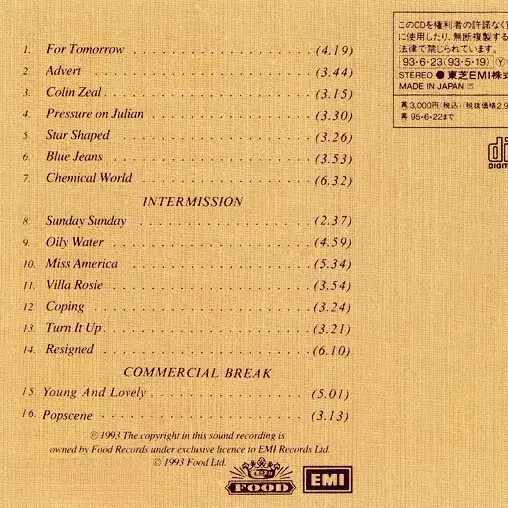 1. For Tomorrow . . . . . . . . . . . . . . . . . (4.19)
2. Advert . . . . . . . . . . . . . . . . . . . . . (3.44)
3. Colin Zeal . . . . . . . . . . . . . . . . . . . (3.15)
4. Pressure on Julian . . . . . . . . . . . . . . . (3.30)
5. Star Shaped . . . . . . . . . . . . . . . . . . (3.26)
6. Blue Jeans . . . . . . . . . . . . . . . . . . . (3.53)
7. Chemical World . . . . . . . . . . . . . . . . (6.32)
INTERMISSION
8. Sunday Sunday . . . . . . . . . . . . . . . . (2.37)
9. Oily Water . . . . . . . . . . . . . . . . . . . (4.59)
10. Miss America . . . . . . . . . . . . . . . . (5.34)
11. Villa Rosie . . . . . . . . . . . . . . . . . . (3.54)
12 Coping . . . . . . . . . . . . . . . . . . . . (3.24)
13. Turn It Up . . . . . . . . . . . . . . . . . . (3.21)
14. Resigned . . . . . . . . . . . . . . . . . . . (6.10)
COMMERCIAL BREAK
15. Young And Lovely . . . . . . . . . . . . . . (5.01)
16. Popscene . . . . . . . . . . . . . . . . . . . (3.13)
Ⓟ1993 The copyright in this sound recording is
owned by Food Records under exclusive licence to EMI Records Ltd.
© 1993 Food Ltd.
FOOD
EMI
このCDを権利者の許諾なく
に使用したり、無断複製する
法律で禁じられています。
93・6・23(93・5・19) Ⓨ
STEREO ● 東芝EMI株式
MADE IN JAPAN
再 3,000円(税込)(税抜価格2,9
再 95・6・22まで
DIGIT